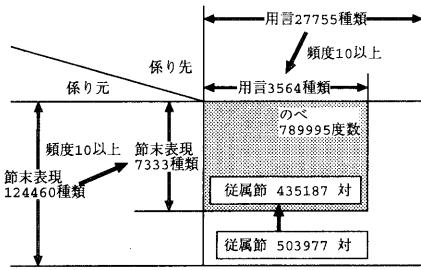 用言27755種類
頻度10以上
係り先
係り元
用言3564種類
のべ
789995度数
頻度10以上
節末表現
7333種類
節末表現
124460種類
従属節 435187 対
従属節 503977 対